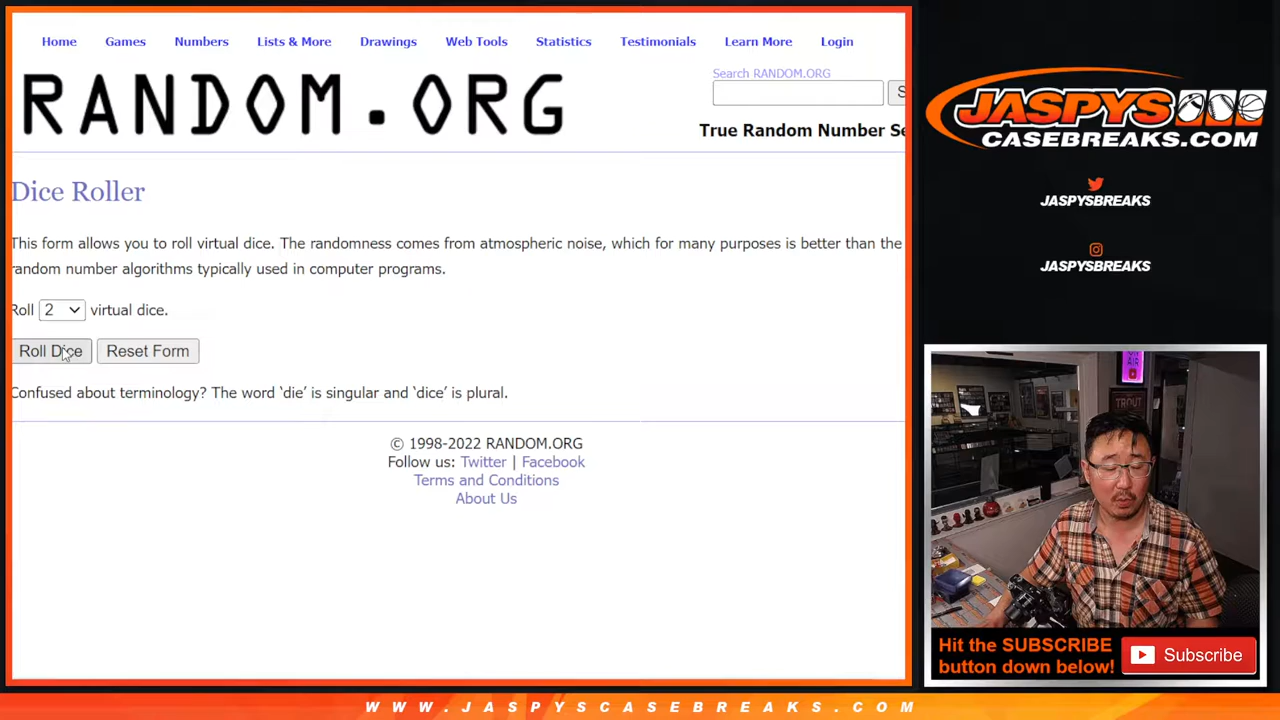 Home Games Numbers Lists & More Drawings Web Tools Statistics Testimonials Learn More Login
RANDOM.ORG
Search RANDOM.ORG
S
True Random Number Se
Dice Roller
This form allows you to roll virtual dice. The randomness comes from atmospheric noise, which for many purposes is better than the
random number algorithms typically used in computer programs.
Roll 2 virtual dice.
Roll Dice Reset Form
Confused about terminology? The word ‘die’ is singular and ‘dice’ is plural.
© 1998-2022 RANDOM.ORG
Follow us: Twitter | Facebook
Terms and Conditions
About Us
JASPYS
CASEBREAKS.COM
JASPYSBREAKS
JASPYSBREAKS
ON
AIR
TROUT
Hit the SUBSCRIBE
button down below!
Subscribe
WWW.JASPYSCASEBREAKS.COM